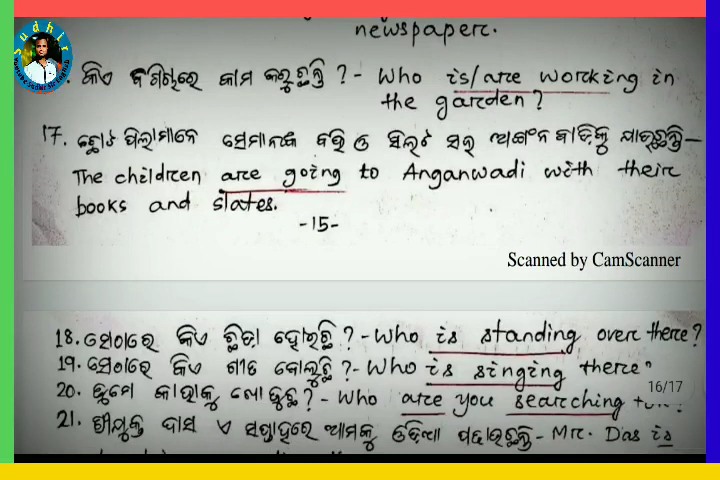 newspaper.
. କିଏ ବଗିଚାରେ କାମ କରୁଛନ୍ତି ? - Who is/are working in
the garden?
17. ଛୋଟ ପିଲାମାନେ ସେମାନଙ୍କ ବହି ଓ ସିଲଟ ସହ ଅଙ୍ଗନବାଡ଼ିକୁ ଯାଉଛନ୍ତି -
The children are going to Anganwadi with their
books and slates.
-15-
Scanned by CamScanner
18. ସେଠାରେ କିଏ ଛିଡା ହୋଇଛି ? - Who is standing over there?
19. ସେଠାରେ କିଏ ଗୀତ ବୋଲୁଛି ? - Who is singing there?
16/17
20. ତୁମେ କାହାକୁ ଖୋଜୁଛ ? - Who are you searching
21. ଶ୍ରୀଯୁକ୍ତ ଦାସ ଏ ସପ୍ତାହରେ ଆମକୁ ଓଡିଆ ପଢାଉଛନ୍ତି - Mr. Das is